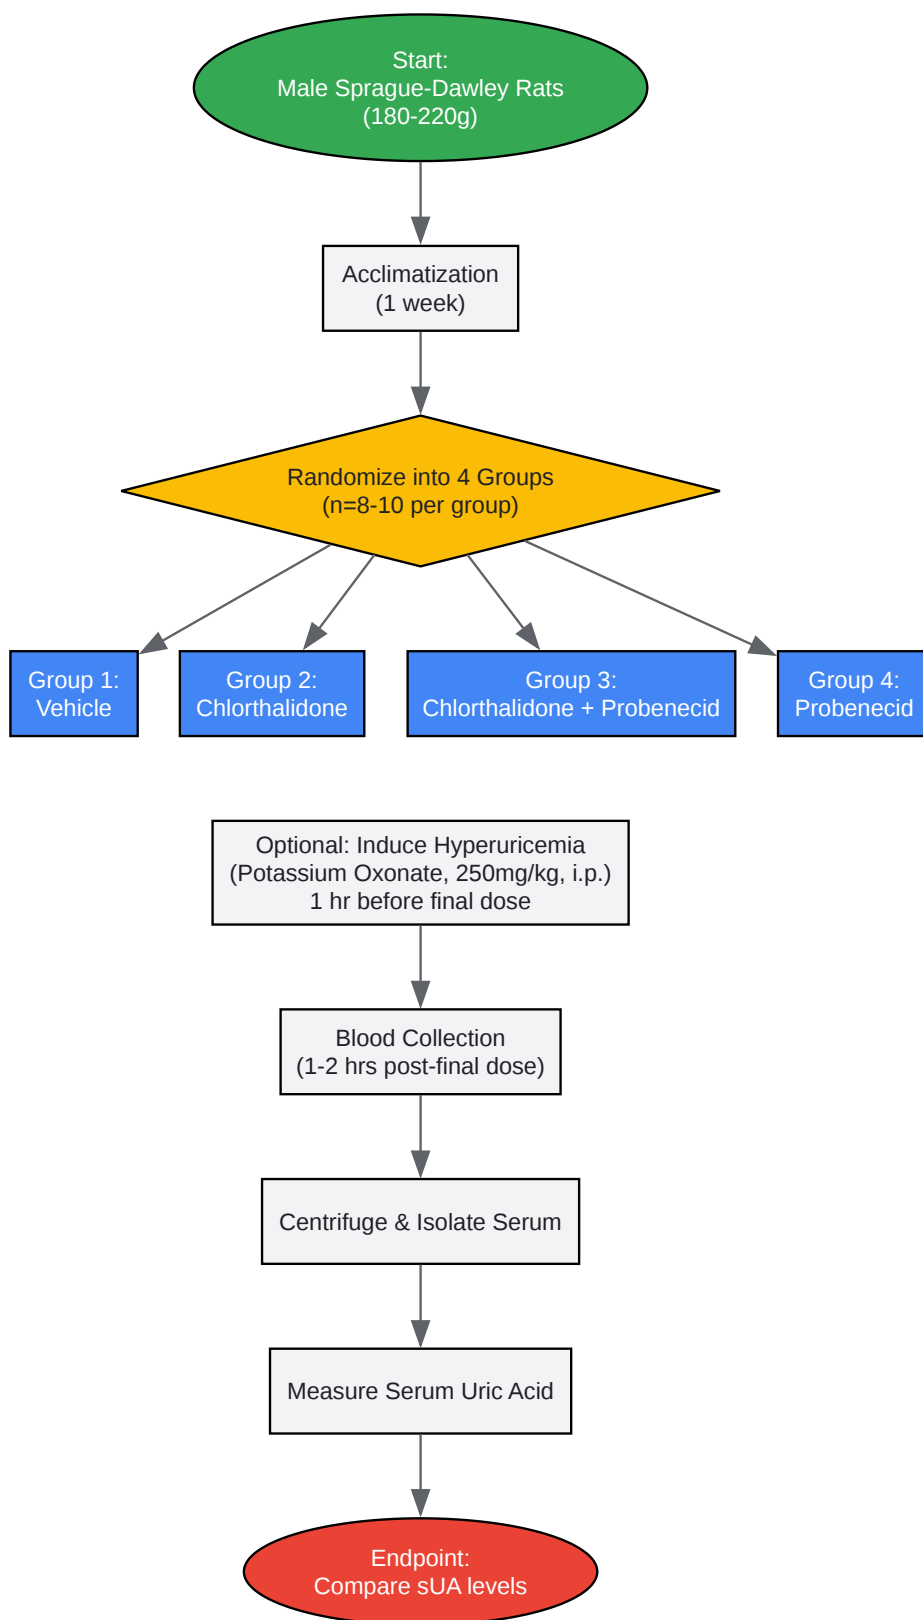 Start:
Male Sprague-Dawley Rats
(180-220g)
Acclimatization
(1 week)
Randomize into 4 Groups
(n=8-10 per group)
Group 1:
Vehicle
Group 2:
Chlorthalidone
Group 3:
Chlorthalidone + Probenecid
Group 4:
Probenecid
Optional: Induce Hyperuricemia
(Potassium Oxonate, 250mg/kg, i.p.)
1 hr before final dose
Blood Collection
(1-2 hrs post-final dose)
Centrifuge & Isolate Serum
Measure Serum Uric Acid
Endpoint:
Compare sUA levels